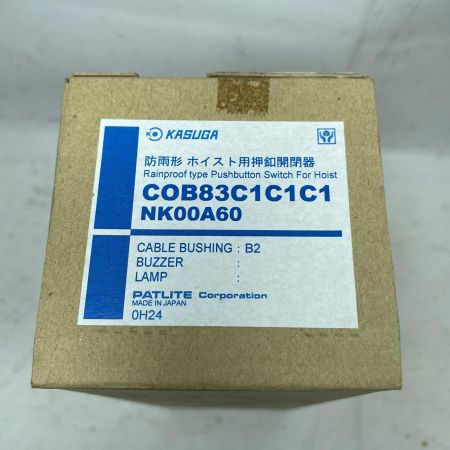 KASUGA
防雨形 ホイスト用押釦開閉器
Rainproof type Pushbutton Switch For Hoist
COB83C1C1C1
NK00A60
CABLE BUSHING : B2
BUZZER :
LAMP :
PATLITE Corporation
MADE IN JAPAN
0H24